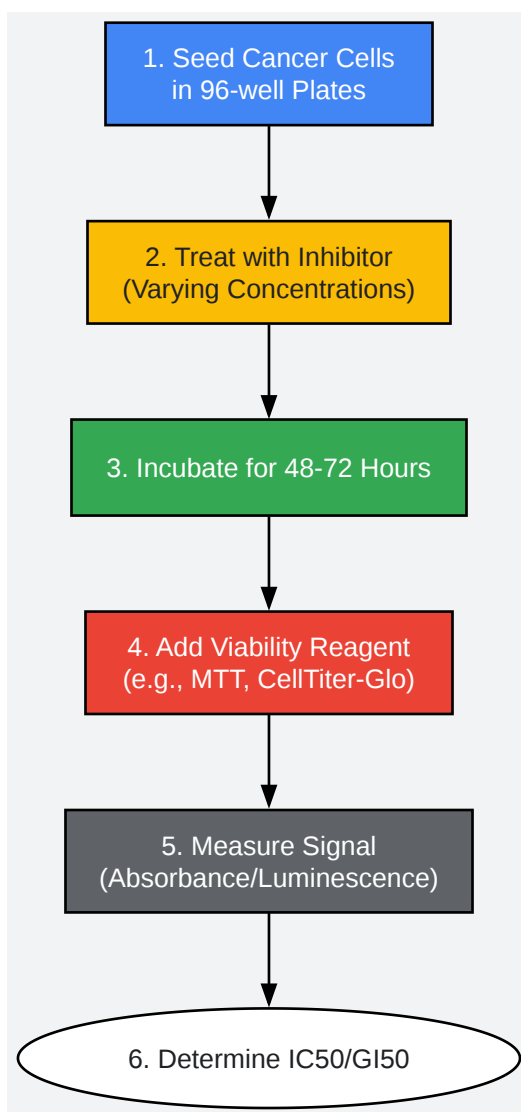 1. Seed Cancer Cells
in 96-well Plates
2. Treat with Inhibitor
(Varying Concentrations)
3. Incubate for 48-72 Hours
4. Add Viability Reagent
(e.g., MTT, CellTiter-Glo)
5. Measure Signal
(Absorbance/Luminescence)
6. Determine IC50/GI50